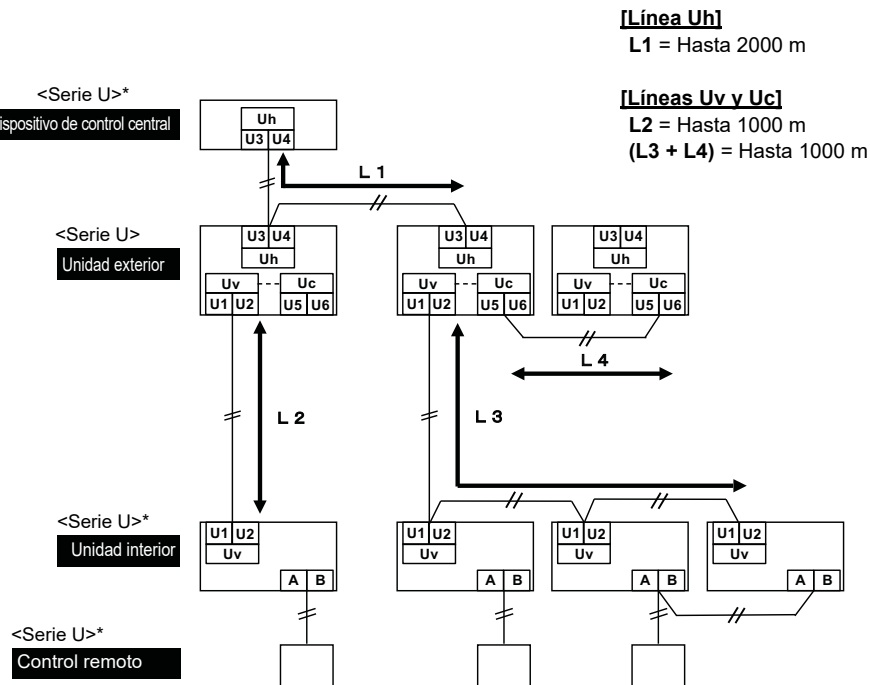 [Línea Uh]
L1 = Hasta 2000 m
[Líneas Uv y Uc]
L2 = Hasta 1000 m
(L3 + L4) = Hasta 1000 m
<Serie U>*
ispositivo de control central
Uh
U3 U4
L 1
<Serie U>
Unidad exterior
U3 U4
Uh
Uv Uc
U1 U2 U5 U6
U3 U4
Uh
Uv Uc
U1 U2 U5 U6
U3 U4
Uh
Uv Uc
U1 U2 U5 U6
L 4
L 2
L 3
<Serie U>*
Unidad interior
U1 U2
Uv
A B
U1 U2
Uv
A B
U1 U2
Uv
A B
U1 U2
Uv
A B
<Serie U>*
Control remoto